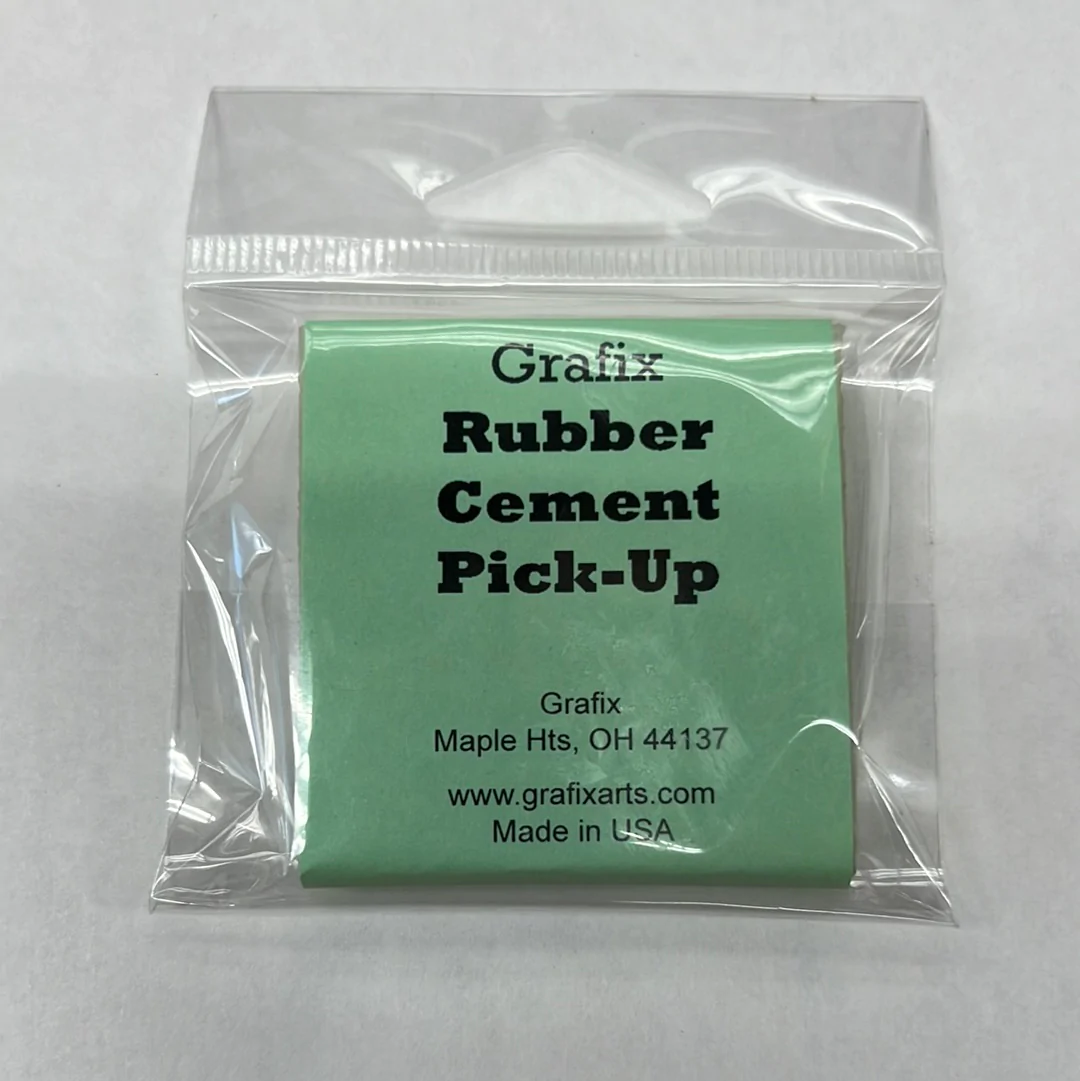 Grafix
Rubber
Cement
Pick-Up
Grafix
Maple Hts, OH 44137
www.grafixarts.com
Made in USA